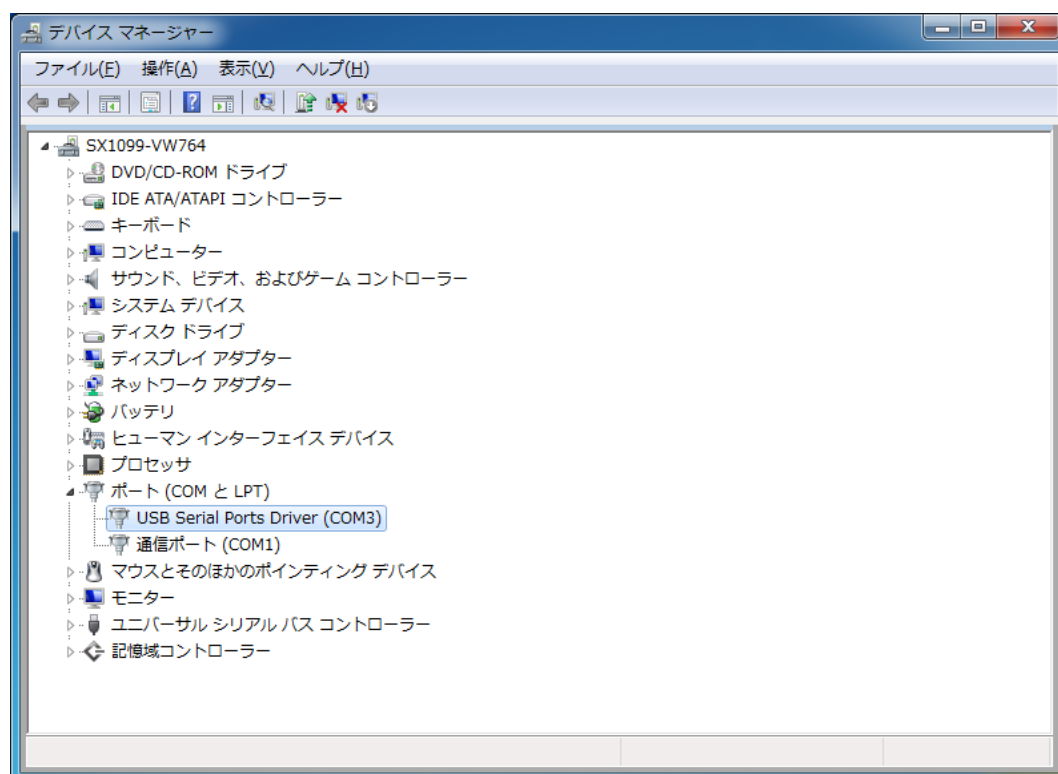 デバイス マネージャー
ファイル(F) 操作(A) 表示(V) ヘルプ(H)
SX1099-VW764
DVD/CD-ROM ドライブ
IDE ATA/ATAPI コントローラー
キーボード
コンピューター
サウンド、ビデオ、およびゲーム コントローラー
システム デバイス
ディスク ドライブ
ディスプレイ アダプター
ネットワーク アダプター
バッテリ
ヒューマン インターフェイス デバイス
プロセッサ
ポート (COM と LPT)
USB Serial Ports Driver (COM3)
通信ポート (COM1)
マウスとそのほかのポインティング デバイス
モニター
ユニバーサル シリアル バス コントローラー
記憶域コントローラー